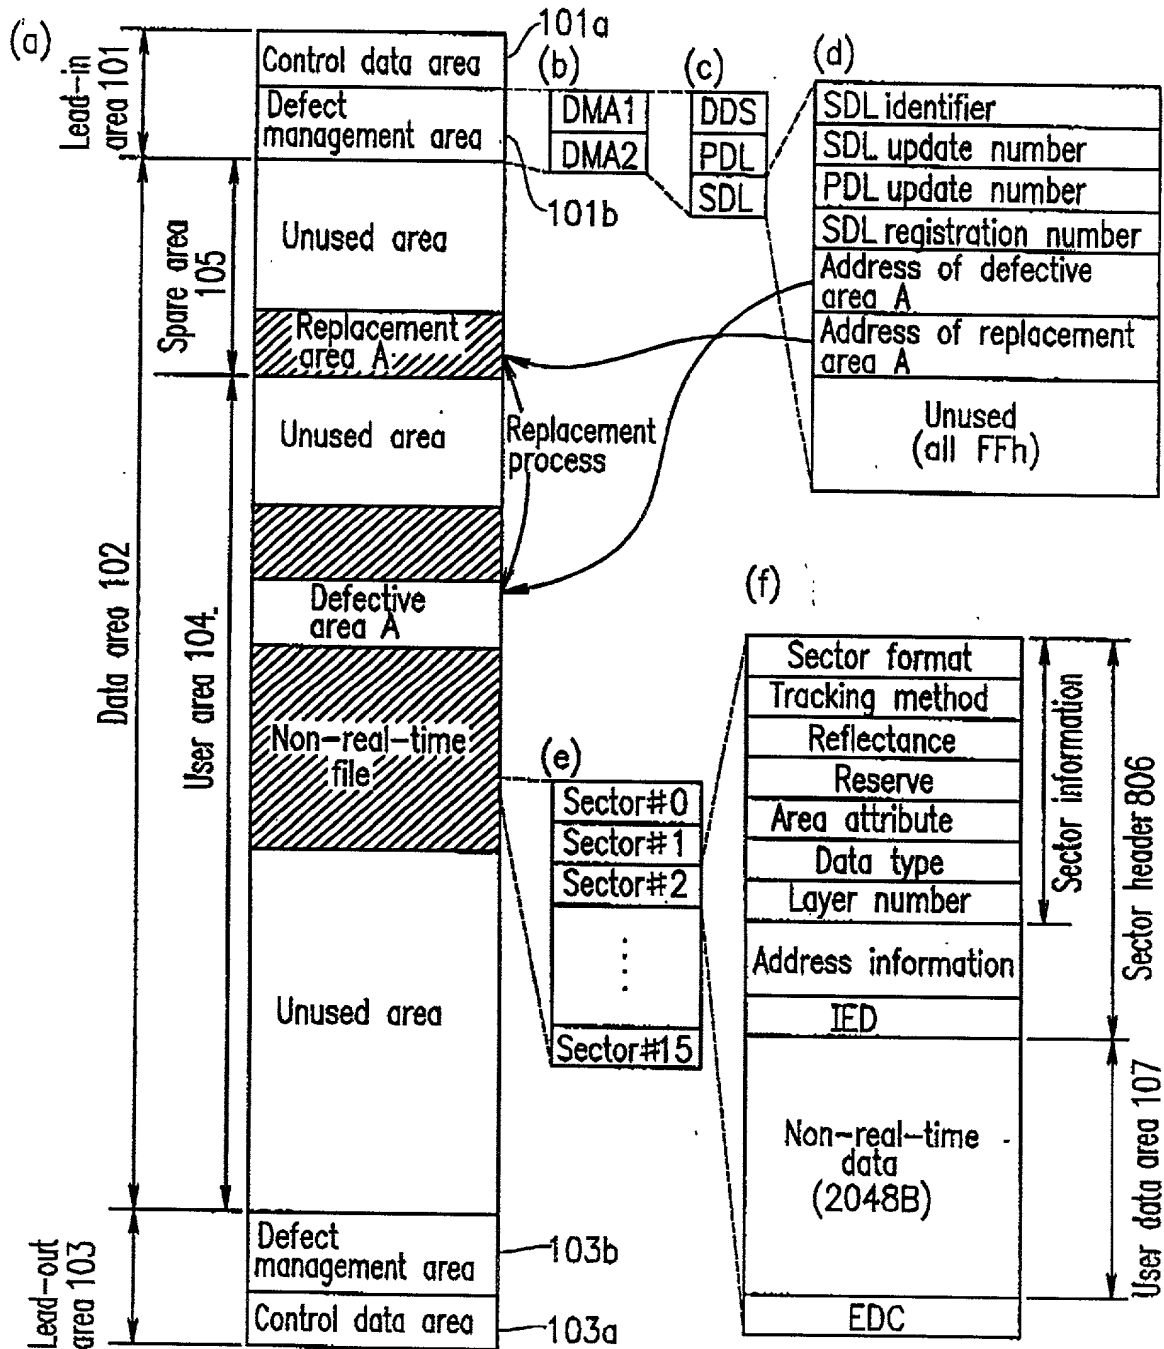 (a)
Lead-in
area 101
Control data area
101a
Defect
management area
101b
Data area 102
Spare area
105
Unused area
Replacement
area A
User area 104
Unused area
Replacement
process
Defective
area A
Non-real-time
file
Unused area
Lead-out
area 103
Defect
management area
103b
Control data area
103a
(b)
DMA1
DMA2
(c)
DDS
PDL
SDL
(d)
SDL identifier
SDL update number
PDL update number
SDL registration number
Address of defective
area A
Address of replacement
area A
Unused
(all FFh)
(e)
Sector#0
Sector#1
Sector#2
Sector#15
(f)
Sector format
Tracking method
Reflectance
Reserve
Area attribute
Data type
Layer number
Address information
IED
Non-real-time
data
(2048B)
EDC
Sector information
Sector header 806
User data area 107